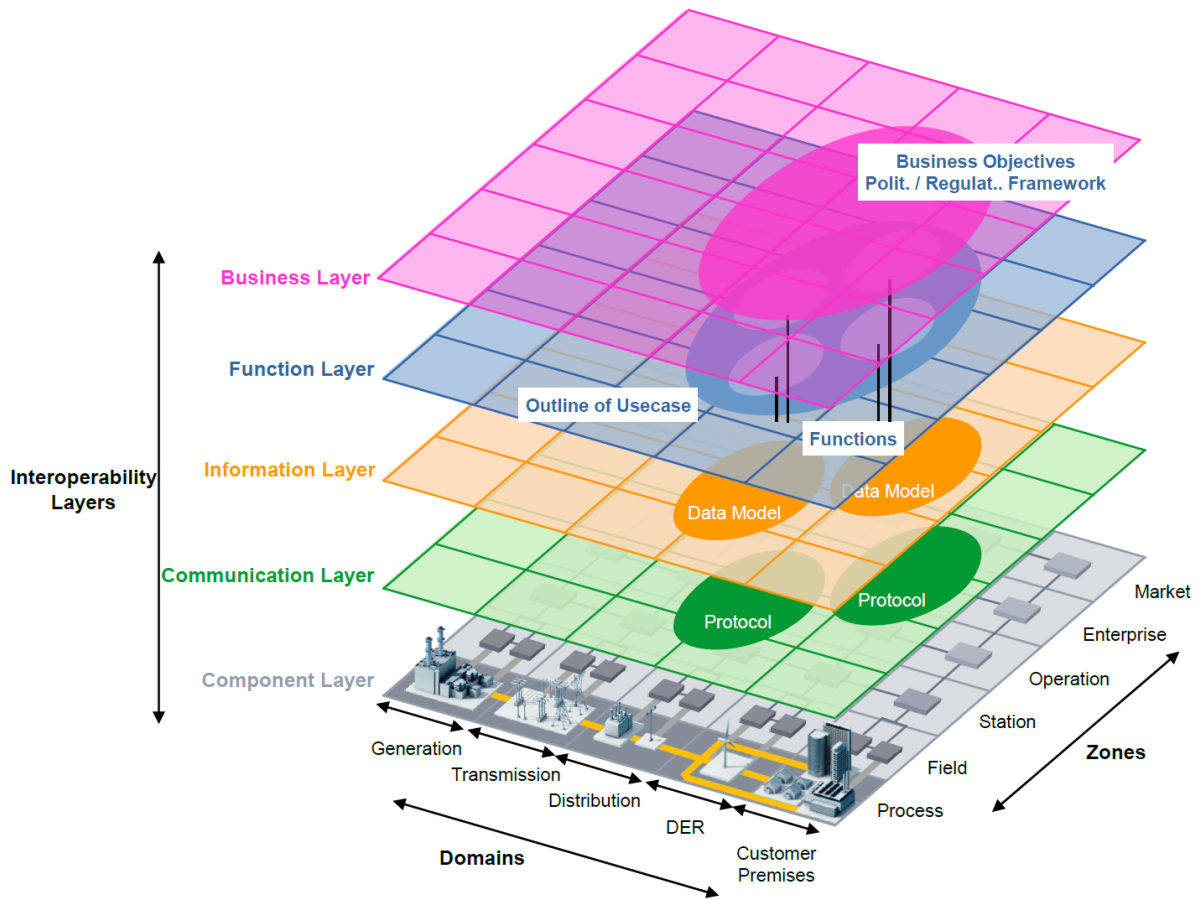 Business Objectives
Polit. / Regulat.. Framework
Business Layer
Function Layer
Outline of Usecase
Functions
Information Layer
Data Model
Data Model
Interoperability
Layers
Communication Layer
Protocol
Protocol
Component Layer
Market
Enterprise
Operation
Station
Field
Process
Zones
Generation
Transmission
Distribution
DER
Customer
Premises
Domains